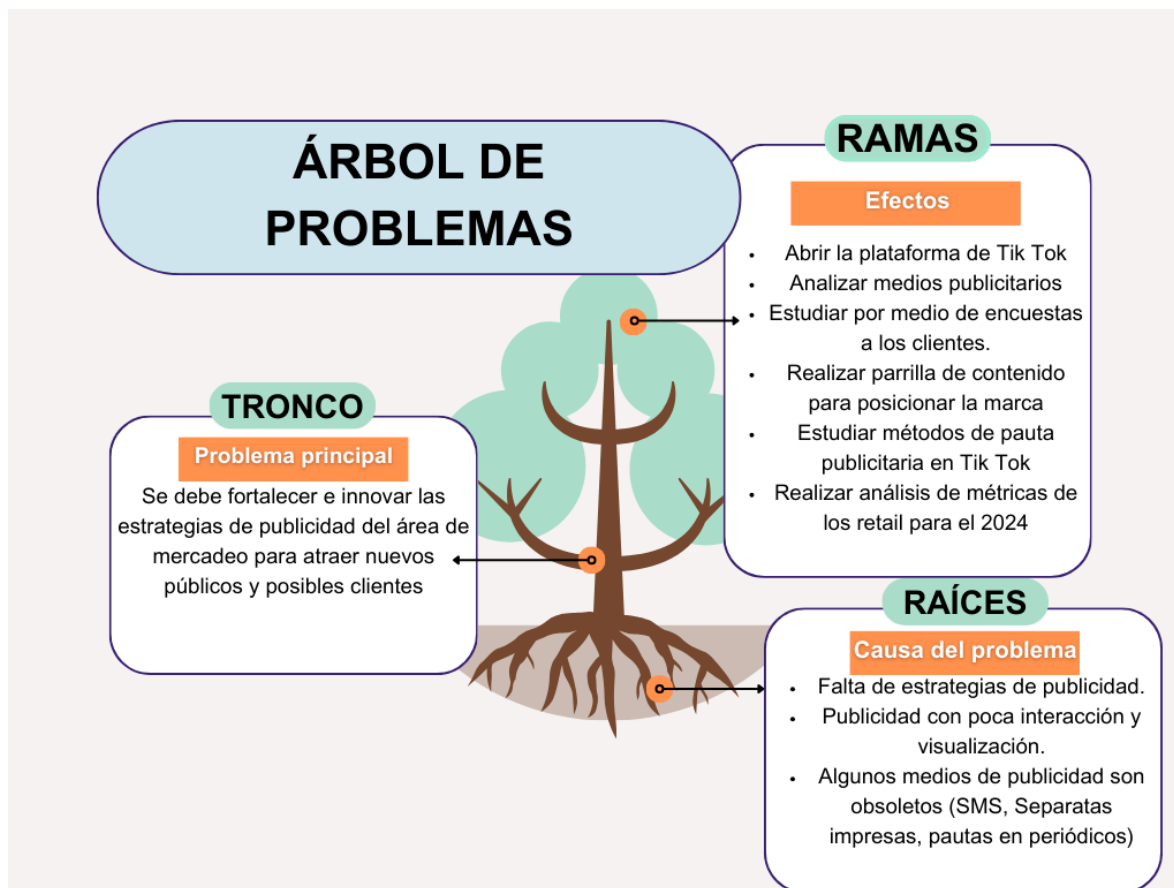 ÁRBOL DE
PROBLEMAS
RAMAS
Efectos
• Abrir la plataforma de Tik Tok
• Analizar medios publicitarios
• Estudiar por medio de encuestas
a los clientes.
• Realizar parrilla de contenido
para posicionar la marca
• Estudiar métodos de pauta
publicitaria en Tik Tok
• Realizar análisis de métricas de
los retail para el 2024
TRONCO
Problema principal
Se debe fortalecer e innovar las
estrategias de publicidad del área de
mercadeo para atraer nuevos
públicos y posibles clientes
RAÍCES
Causa del problema
• Falta de estrategias de publicidad.
• Publicidad con poca interacción y
visualización.
• Algunos medios de publicidad son
obsoletos (SMS, Separatas
impresas, pautas en periódicos)